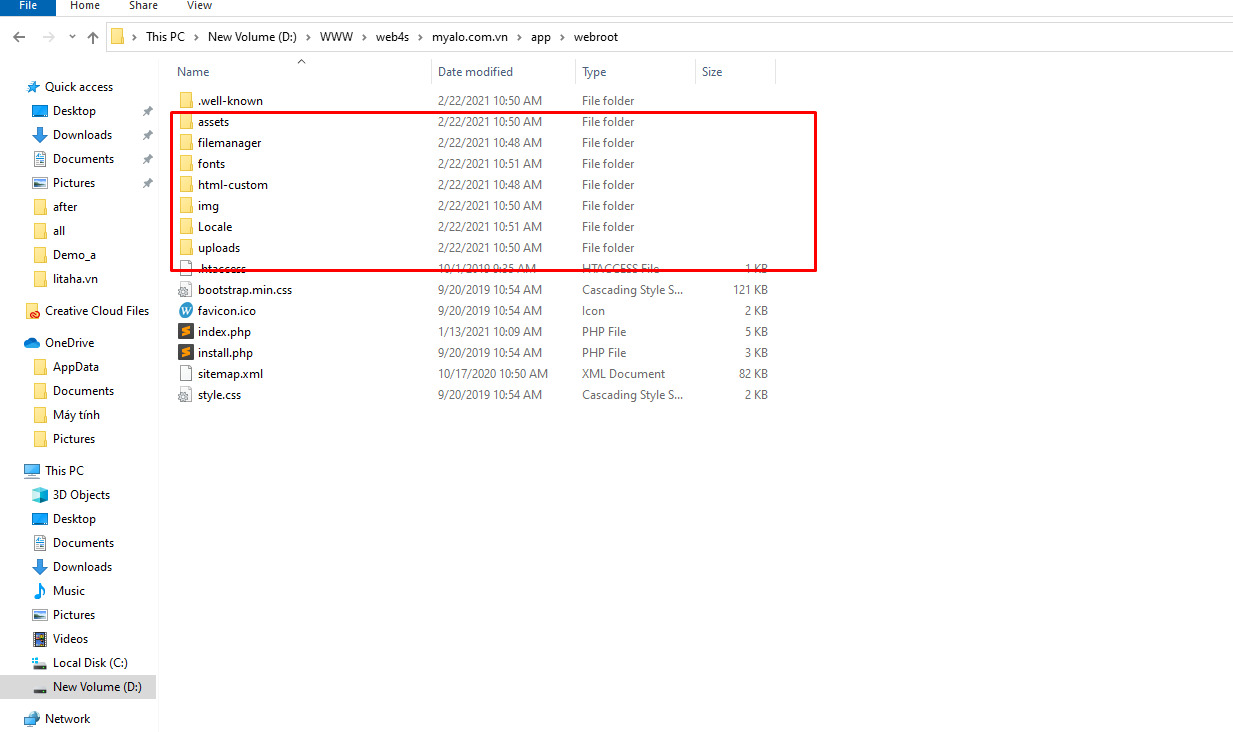 File Home Share View
This PC New Volume (D:) WWW web4s myalo.com.vn app webroot
Name Date modified Type Size
Quick access
Desktop
Downloads
Documents
Pictures
after
all
Demo_a
litaha.vn
Creative Cloud Files
OneDrive
AppData
Documents
Máy tính
Pictures
This PC
3D Objects
Desktop
Documents
Downloads
Music
Pictures
Videos
Local Disk (C:)
New Volume (D:)
Network
.well-known 2/22/2021 10:50 AM File folder
assets 2/22/2021 10:50 AM File folder
filemanager 2/22/2021 10:48 AM File folder
fonts 2/22/2021 10:51 AM File folder
html-custom 2/22/2021 10:48 AM File folder
img 2/22/2021 10:50 AM File folder
Locale 2/22/2021 10:51 AM File folder
uploads 2/22/2021 10:50 AM File folder
.htaccess 10/1/2019 9:35 AM HTACCESS File 1 KB
bootstrap.min.css 9/20/2019 10:54 AM Cascading Style S... 121 KB
favicon.ico 9/20/2019 10:54 AM Icon 2 KB
index.php 1/13/2021 10:09 AM PHP File 5 KB
install.php 9/20/2019 10:54 AM PHP File 3 KB
sitemap.xml 10/17/2020 10:50 AM XML Document 82 KB
style.css 9/20/2019 10:54 AM Cascading Style S... 2 KB